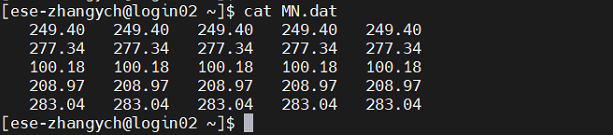 [ese-zhangych@login02 ~]$ cat MN.dat
249.40 249.40 249.40 249.40 249.40
277.34 277.34 277.34 277.34 277.34
100.18 100.18 100.18 100.18 100.18
208.97 208.97 208.97 208.97 208.97
283.04 283.04 283.04 283.04 283.04
[ese-zhangych@login02 ~]$